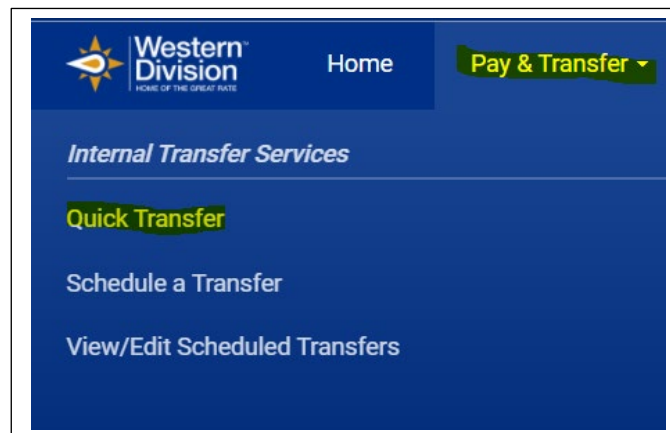 Western™
Division
HOME OF THE GREAT RATE
Home
Pay & Transfer
Internal Transfer Services
Quick Transfer
Schedule a Transfer
View/Edit Scheduled Transfers